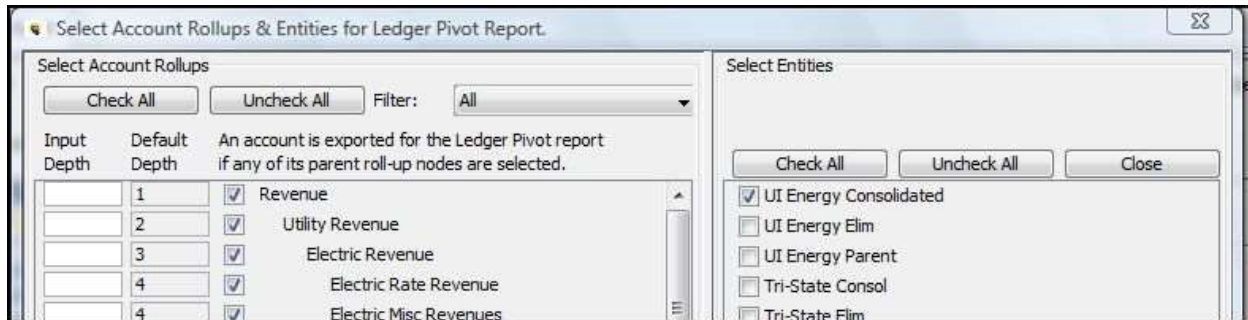 Select Account Rollups & Entities for Ledger Pivot Report.
Select Account Rollups
Check All Uncheck All Filter: All
Input Depth Default Depth An account is exported for the Ledger Pivot report
if any of its parent roll-up nodes are selected.
1 Revenue
2 Utility Revenue
3 Electric Revenue
4 Electric Rate Revenue
4 Electric Misc Revenues
Select Entities
Check All Uncheck All Close
UI Energy Consolidated
UI Energy Elim
UI Energy Parent
Tri-State Consol
Tri-State Elim